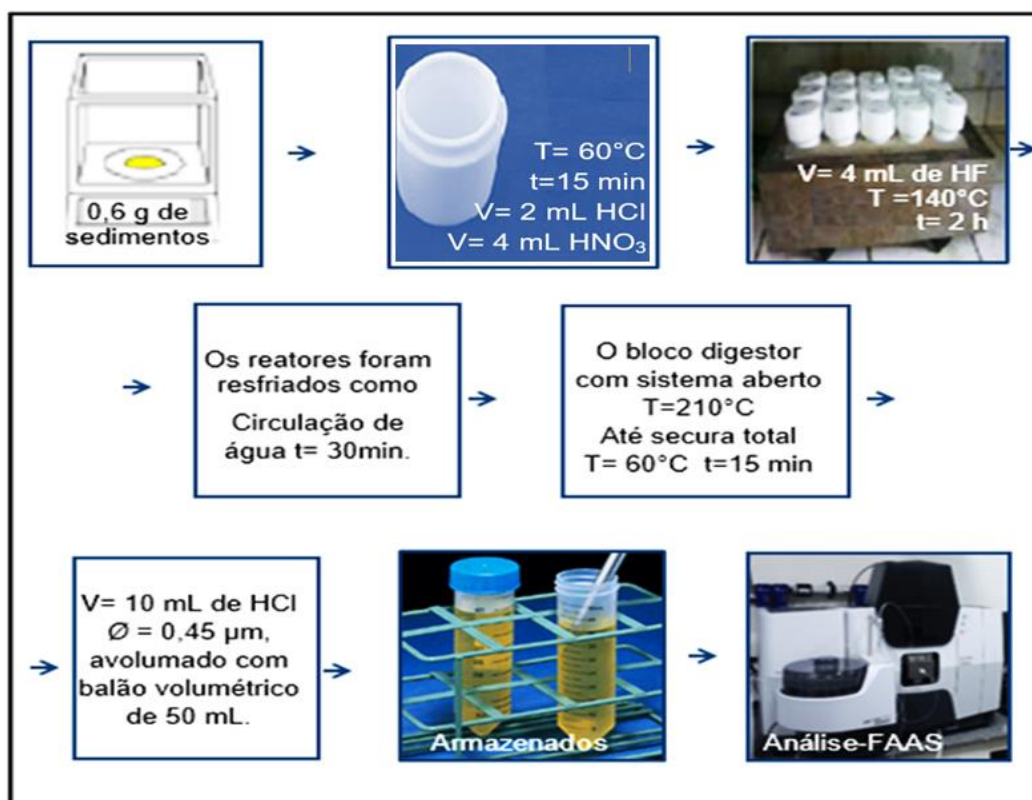 0,6 g de
sedimentos
T= 60°C
t=15 min
V= 2 mL HCl
V= 4 mL HNO₃
V= 4 mL de HF
T =140°C
t= 2 h
Os reatores foram
resfriados como
Circulação de
água t= 30min.
O bloco digestor
com sistema aberto
T=210°C
Até secura total
T= 60°C t=15 min
V= 10 mL de HCl
Ø = 0,45 µm,
avolumado com
balão volumétrico
de 50 mL.
Armazenados
Análise-FAAS